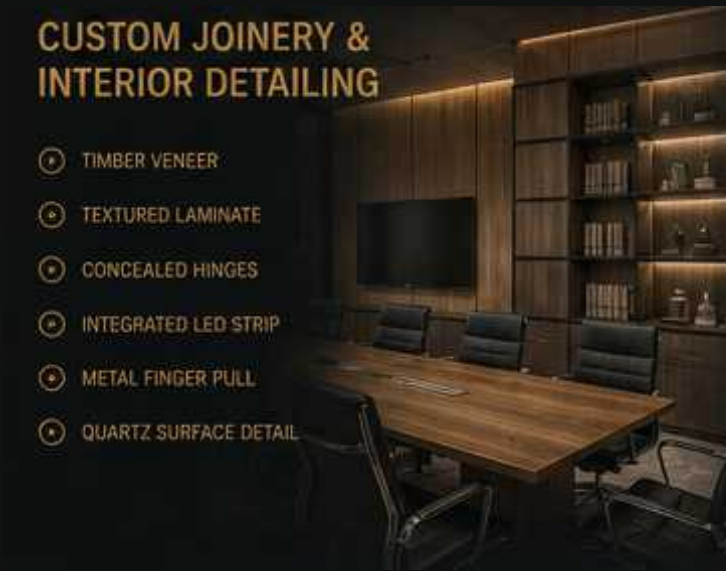 CUSTOM JOINERY &
INTERIOR DETAILING
TIMBER VENEER
TEXTURED LAMINATE
CONCEALED HINGES
INTEGRATED LED STRIP
METAL FINGER PULL
QUARTZ SURFACE DETAIL